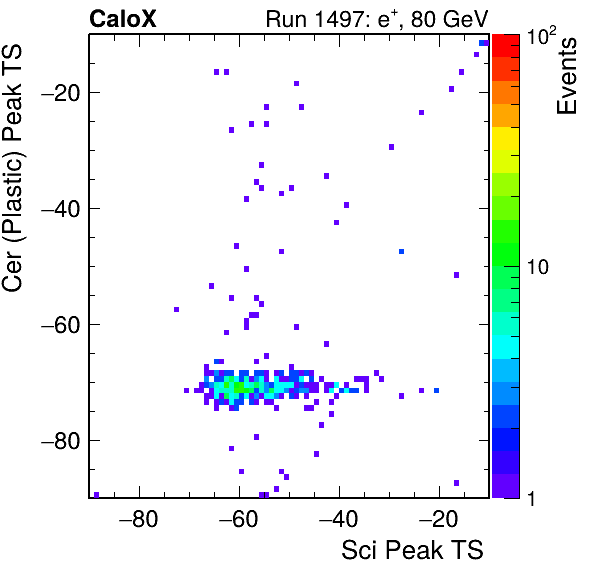 CaloX
Run 1497: e+, 80 GeV
Cer (Plastic) Peak TS
−20
−40
−60
−80
−80
−60
−40
−20
Sci Peak TS
10²
10
1
Events